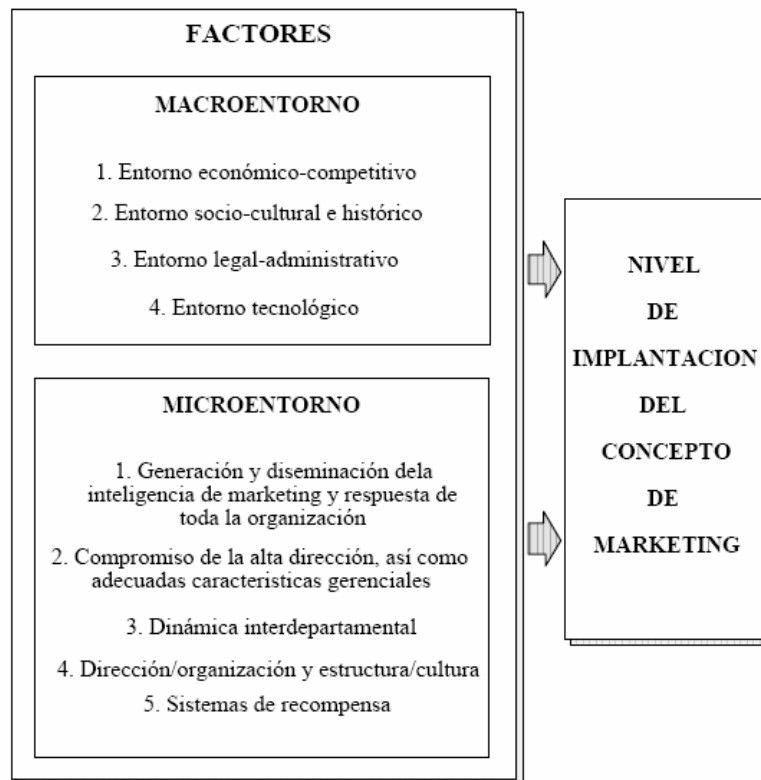 FACTORES
MACROENTORNO
1. Entorno económico-competitivo
2. Entorno socio-cultural e histórico
3. Entorno legal-administrativo
4. Entorno tecnológico
MICROENTORNO
1. Generación y diseminación dela
inteligencia de marketing y respuesta de
toda la organización
2. Compromiso de la alta dirección, así como
adecuadas caracteristicas gerenciales
3. Dinámica interdepartamental
4. Dirección/organización y estructura/cultura
5. Sistemas de recompensa
NIVEL
DE
IMPLANTACION
DEL
CONCEPTO
DE
MARKETING